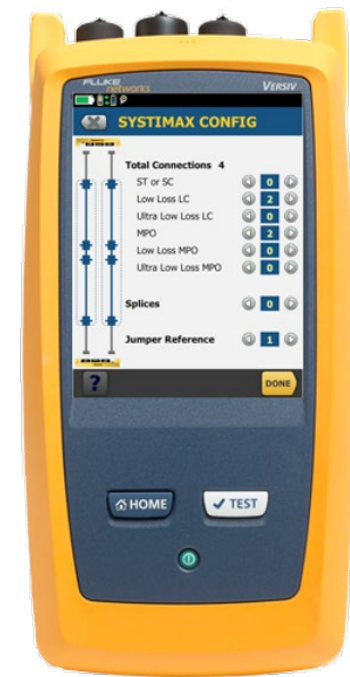 FLUKE
networks
VERSIV
SYSTIMAX CONFIG
Total Connections 4
ST or SC 0
Low Loss LC 2
Ultra Low Loss LC 0
MPO 2
Low Loss MPO 0
Ultra Low Loss MPO 0
Splices 0
Jumper Reference 1
? DONE
HOME TEST